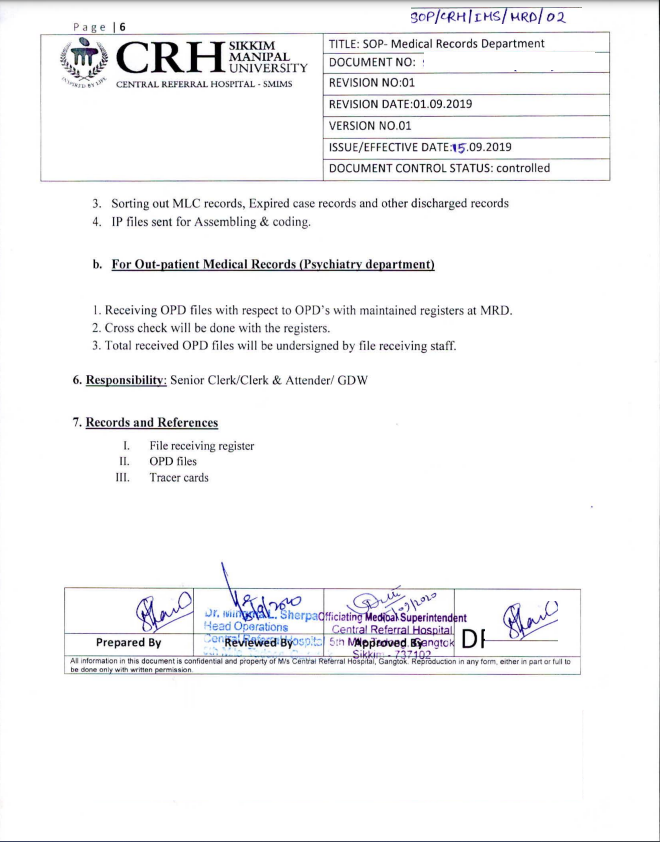 SOP/CRH/IMS/MRD/02
Page | 6
CRH SIKKIM
MANIPAL
UNIVERSITY
CENTRAL REFERRAL HOSPITAL - SMIMS
INSPIRED BY LIFE
TITLE: SOP- Medical Records Department
DOCUMENT NO:
REVISION NO:01
REVISION DATE:01.09.2019
VERSION NO.01
ISSUE/EFFECTIVE DATE:15.09.2019
DOCUMENT CONTROL STATUS: controlled
3. Sorting out MLC records, Expired case records and other discharged records
4. IP files sent for Assembling & coding.
b. For Out-patient Medical Records (Psychiatry department)
1. Receiving OPD files with respect to OPD's with maintained registers at MRD.
2. Cross check will be done with the registers.
3. Total received OPD files will be undersigned by file receiving staff.
6. Responsibility: Senior Clerk/Clerk & Attender/ GDW
7. Records and References
I. File receiving register
II. OPD files
III. Tracer cards
Dr. Sherpa
Head Operations
Central Referral Hospital
Officiating Medical Superintendent
Central Referral Hospital
5th Mile Gangtok
Sikkim - 737102
Prepared By
Reviewed By
Approved By
All information in this document is confidential and property of M/s Central Referral Hospital, Gangtok. Reproduction in any form, either in part or full to
be done only with written permission.